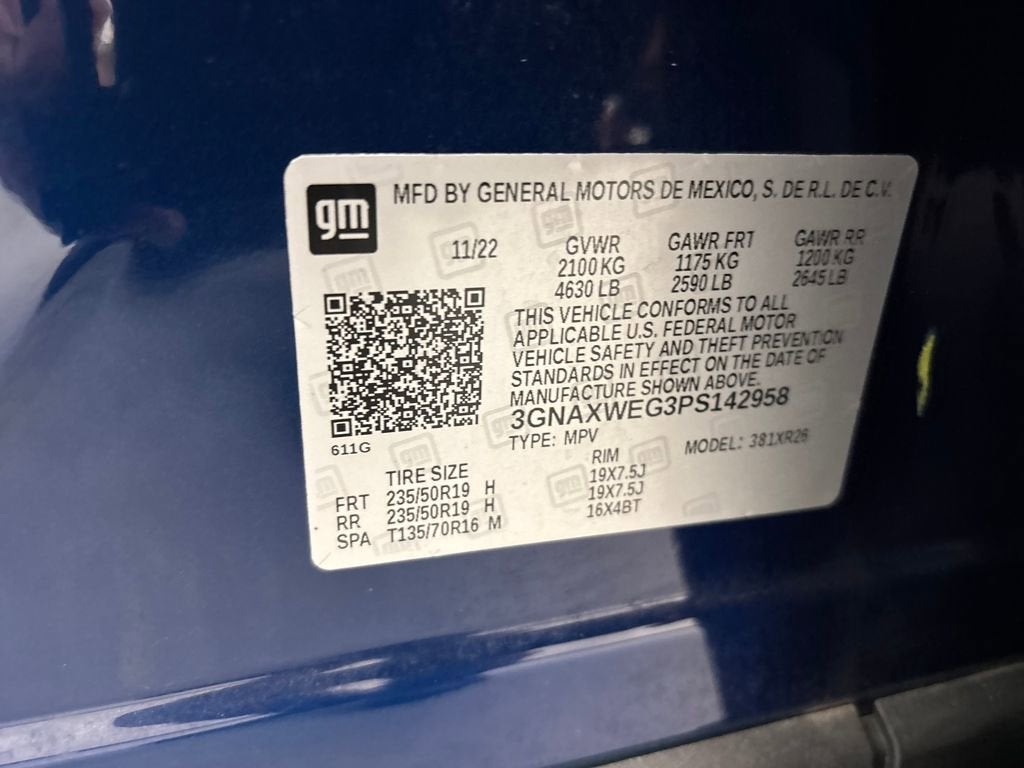 gm
MFD BY GENERAL MOTORS DE MEXICO, S. DE R.L. DE C.V.
11/22 GVWR GAWR FRT GAWR RR
2100 KG 1175 KG 1200 KG
4630 LB 2590 LB 2645 LB
THIS VEHICLE CONFORMS TO ALL
APPLICABLE U.S. FEDERAL MOTOR
VEHICLE SAFETY AND THEFT PREVENTION
STANDARDS IN EFFECT ON THE DATE OF
MANUFACTURE SHOWN ABOVE.
3GNAXWEG3PS142958
611G
TYPE: MPV MODEL: 381XR26
TIRE SIZE RIM
FRT 235/50R19 H 19X7.5J
RR 235/50R19 H 19X7.5J
SPA T135/70R16 M 16X4BT